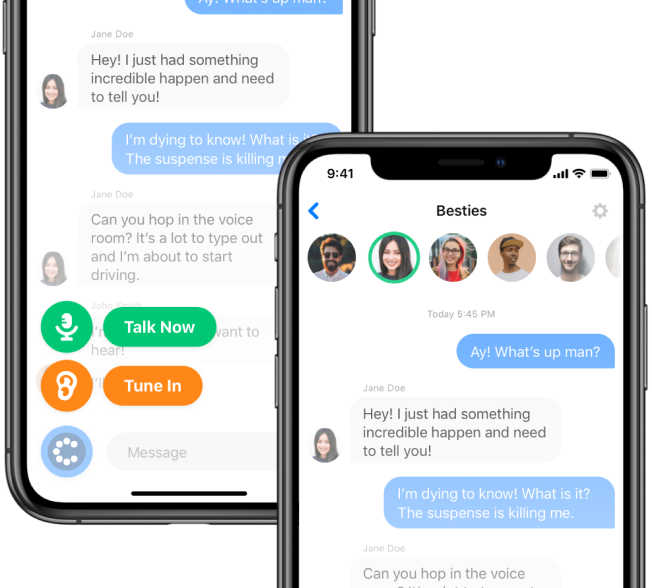 Ay! What's up man?
Jane Doe
Hey! I just had something
incredible happen and need
to tell you!
I'm dying to know! What is it?
The suspense is killing
Jane Doe
Can you hop in the voice
room? It's a lot to type out
and I'm about to start
driving.
John Smith
want to
hear!
Talk Now
Tune In
Message
9:41
Besties
Today 5:45 PM
Ay! What's up man?
Jane Doe
Hey! I just had something
incredible happen and need
to tell you!
I'm dying to know! What is it?
The suspense is killing me.
Jane Doe
Can you hop in the voice